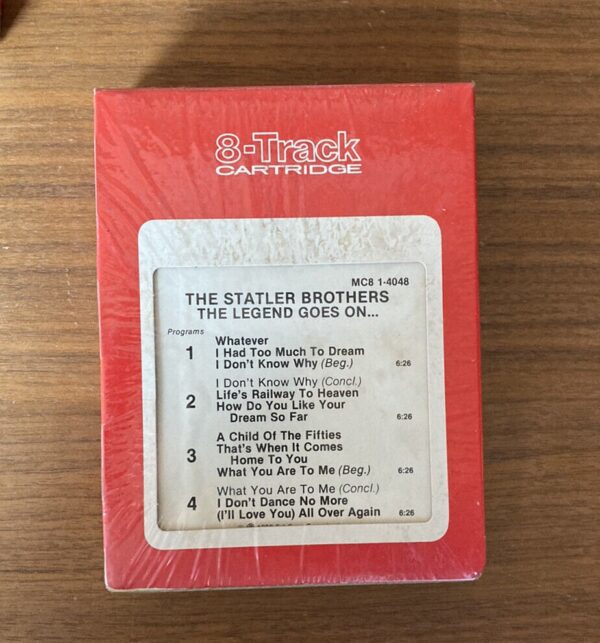 8-Track
CARTRIDGE
MC8 1-4048
THE STATLER BROTHERS
THE LEGEND GOES ON...
Programs
1 Whatever
I Had Too Much To Dream
I Don't Know Why (Beg.) 6:26
I Don't Know Why (Concl.)
2 Life's Railway To Heaven
How Do You Like Your
Dream So Far 6:26
A Child Of The Fifties
3 That's When It Comes
Home To You
What You Are To Me (Beg.) 6:26
What You Are To Me (Concl.)
4 I Don't Dance No More
(I'll Love You) All Over Again 6:26